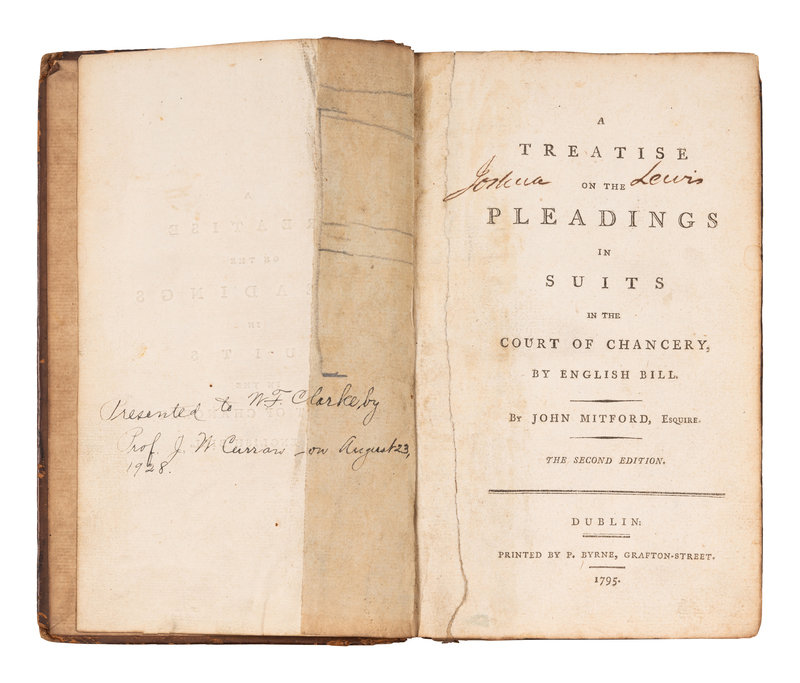 Presented to W. F. Clarke, by
Prof. J. W. Curran - on August 23,
1928.
A
TREATISE
Joshua ON THE Lewis
PLEADINGS
IN
SUITS
IN THE
COURT OF CHANCERY,
BY ENGLISH BILL.
BY JOHN MITFORD, ESQUIRE.
THE SECOND EDITION.
DUBLIN:
PRINTED BY P. BYRNE, GRAFTON-STREET.
1795.